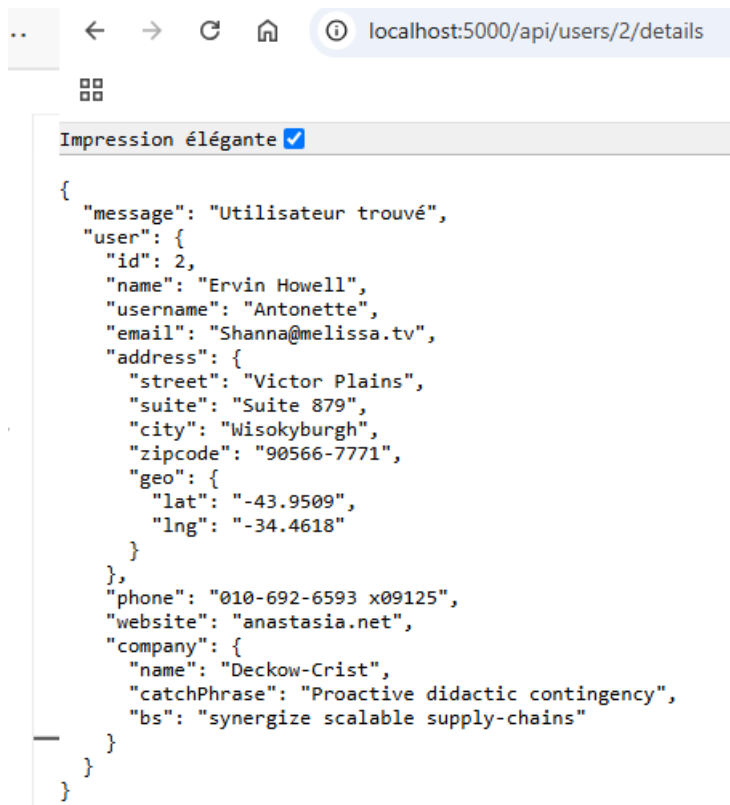 localhost:5000/api/users/2/details
Impression élégante
{
  "message": "Utilisateur trouvé",
  "user": {
    "id": 2,
    "name": "Ervin Howell",
    "username": "Antonette",
    "email": "Shanna@melissa.tv",
    "address": {
      "street": "Victor Plains",
      "suite": "Suite 879",
      "city": "Wisokyburgh",
      "zipcode": "90566-7771",
      "geo": {
        "lat": "-43.9509",
        "lng": "-34.4618"
      }
    },
    "phone": "010-692-6593 x09125",
    "website": "anastasia.net",
    "company": {
      "name": "Deckow-Crist",
      "catchPhrase": "Proactive didactic contingency",
      "bs": "synergize scalable supply-chains"
    }
  }
}